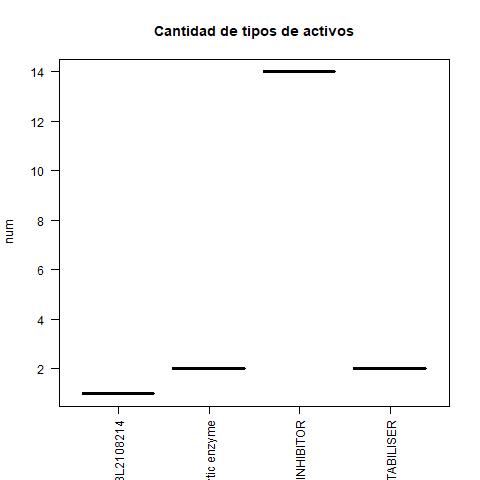 Cantidad de tipos de activos
num
14
12
10
8
6
4
2
BL2108214
tic enzyme
INHIBITOR
TABILISER